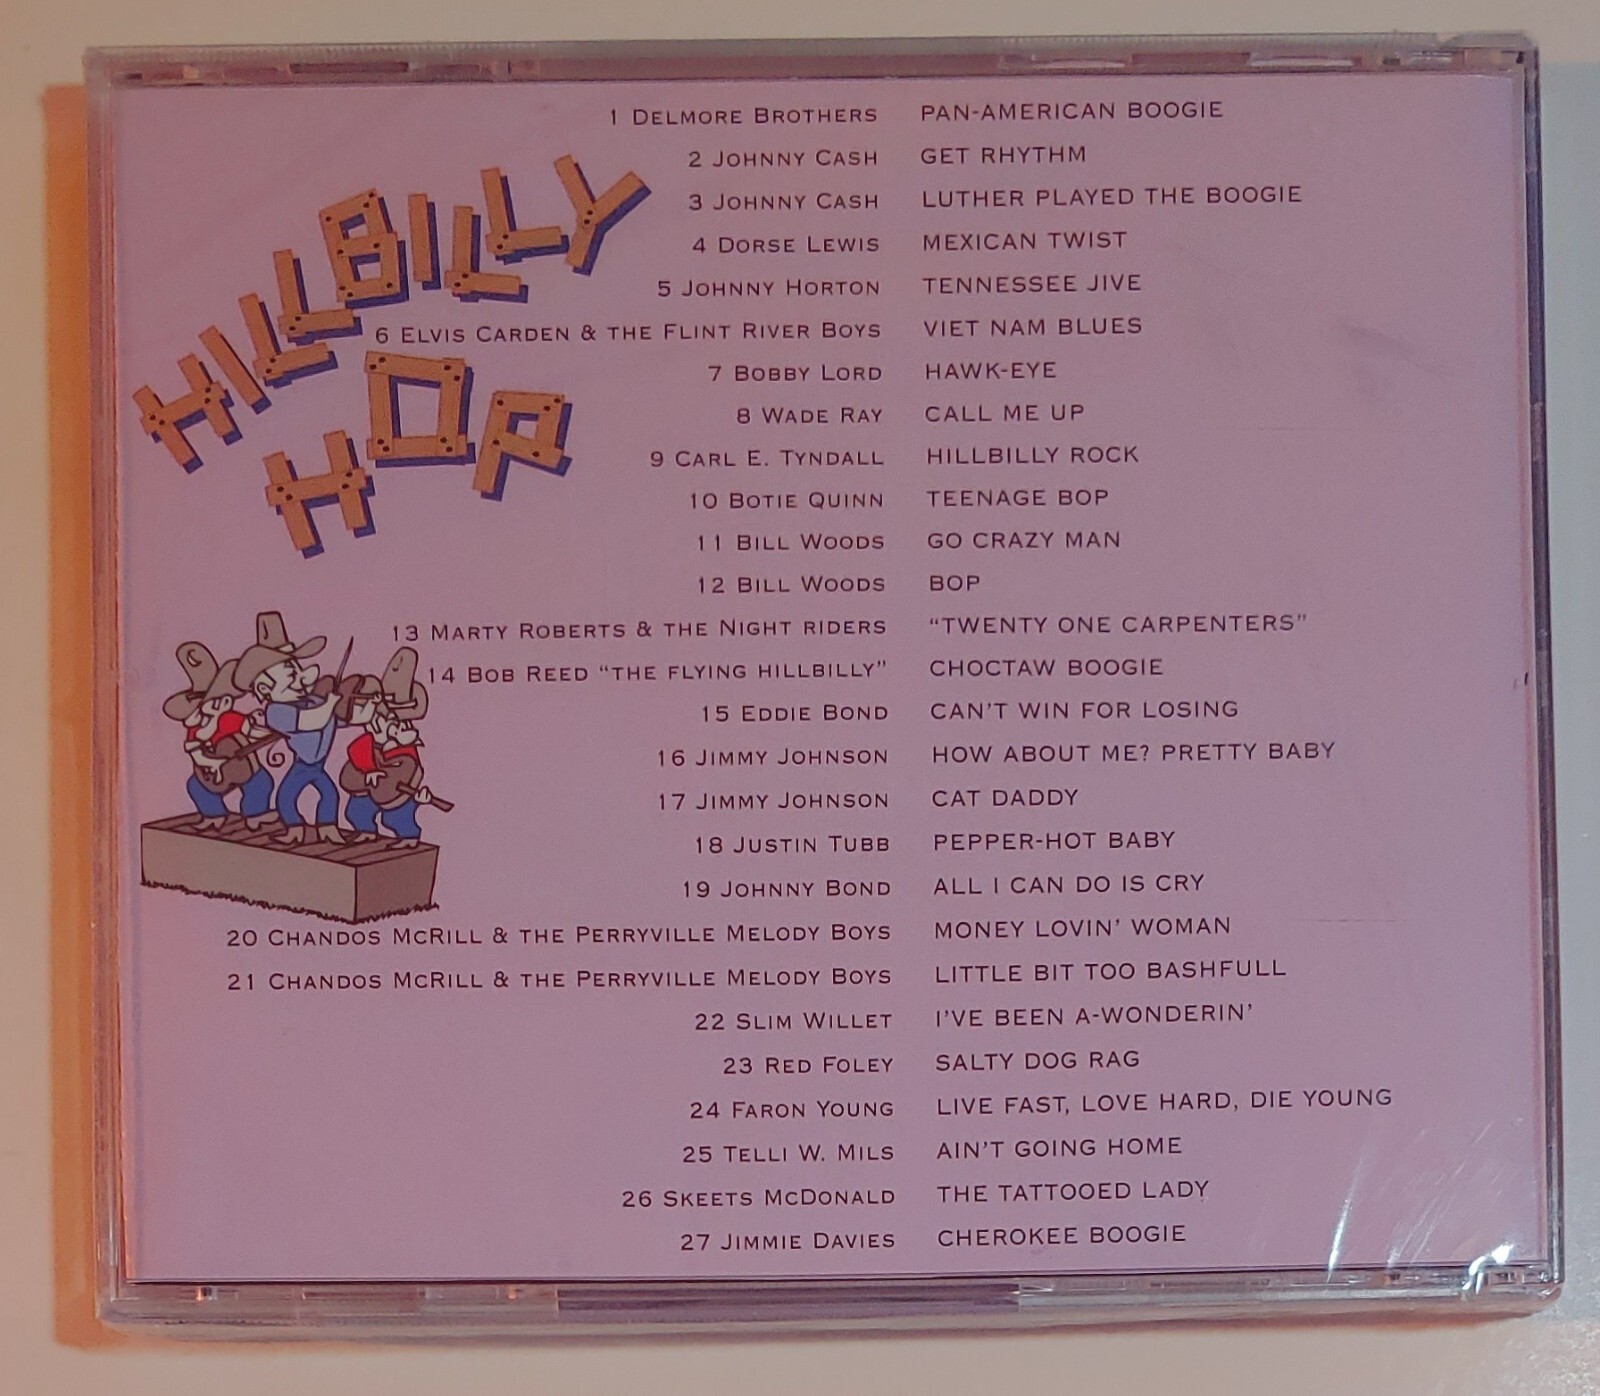 HILLBILLY
HOP
1 DELMORE BROTHERS PAN-AMERICAN BOOGIE
2 JOHNNY CASH GET RHYTHM
3 JOHNNY CASH LUTHER PLAYED THE BOOGIE
4 DORSE LEWIS MEXICAN TWIST
5 JOHNNY HORTON TENNESSEE JIVE
6 ELVIS CARDEN & THE FLINT RIVER BOYS VIET NAM BLUES
7 BOBBY LORD HAWK-EYE
8 WADE RAY CALL ME UP
9 CARL E. TYNDALL HILLBILLY ROCK
10 BOTIE QUINN TEENAGE BOP
11 BILL WOODS GO CRAZY MAN
12 BILL WOODS BOP
13 MARTY ROBERTS & THE NIGHT RIDERS “TWENTY ONE CARPENTERS”
14 BOB REED “THE FLYING HILLBILLY” CHOCTAW BOOGIE
15 EDDIE BOND CAN’T WIN FOR LOSING
16 JIMMY JOHNSON HOW ABOUT ME? PRETTY BABY
17 JIMMY JOHNSON CAT DADDY
18 JUSTIN TUBB PEPPER-HOT BABY
19 JOHNNY BOND ALL I CAN DO IS CRY
20 CHANDOS MCRILL & THE PERRYVILLE MELODY BOYS MONEY LOVIN’ WOMAN
21 CHANDOS MCRILL & THE PERRYVILLE MELODY BOYS LITTLE BIT TOO BASHFULL
22 SLIM WILLET I’VE BEEN A-WONDERIN’
23 RED FOLEY SALTY DOG RAG
24 FARON YOUNG LIVE FAST, LOVE HARD, DIE YOUNG
25 TELLI W. MILS AIN’T GOING HOME
26 SKEETS MCDONALD THE TATTOOED LADY
27 JIMMIE DAVIES CHEROKEE BOOGIE